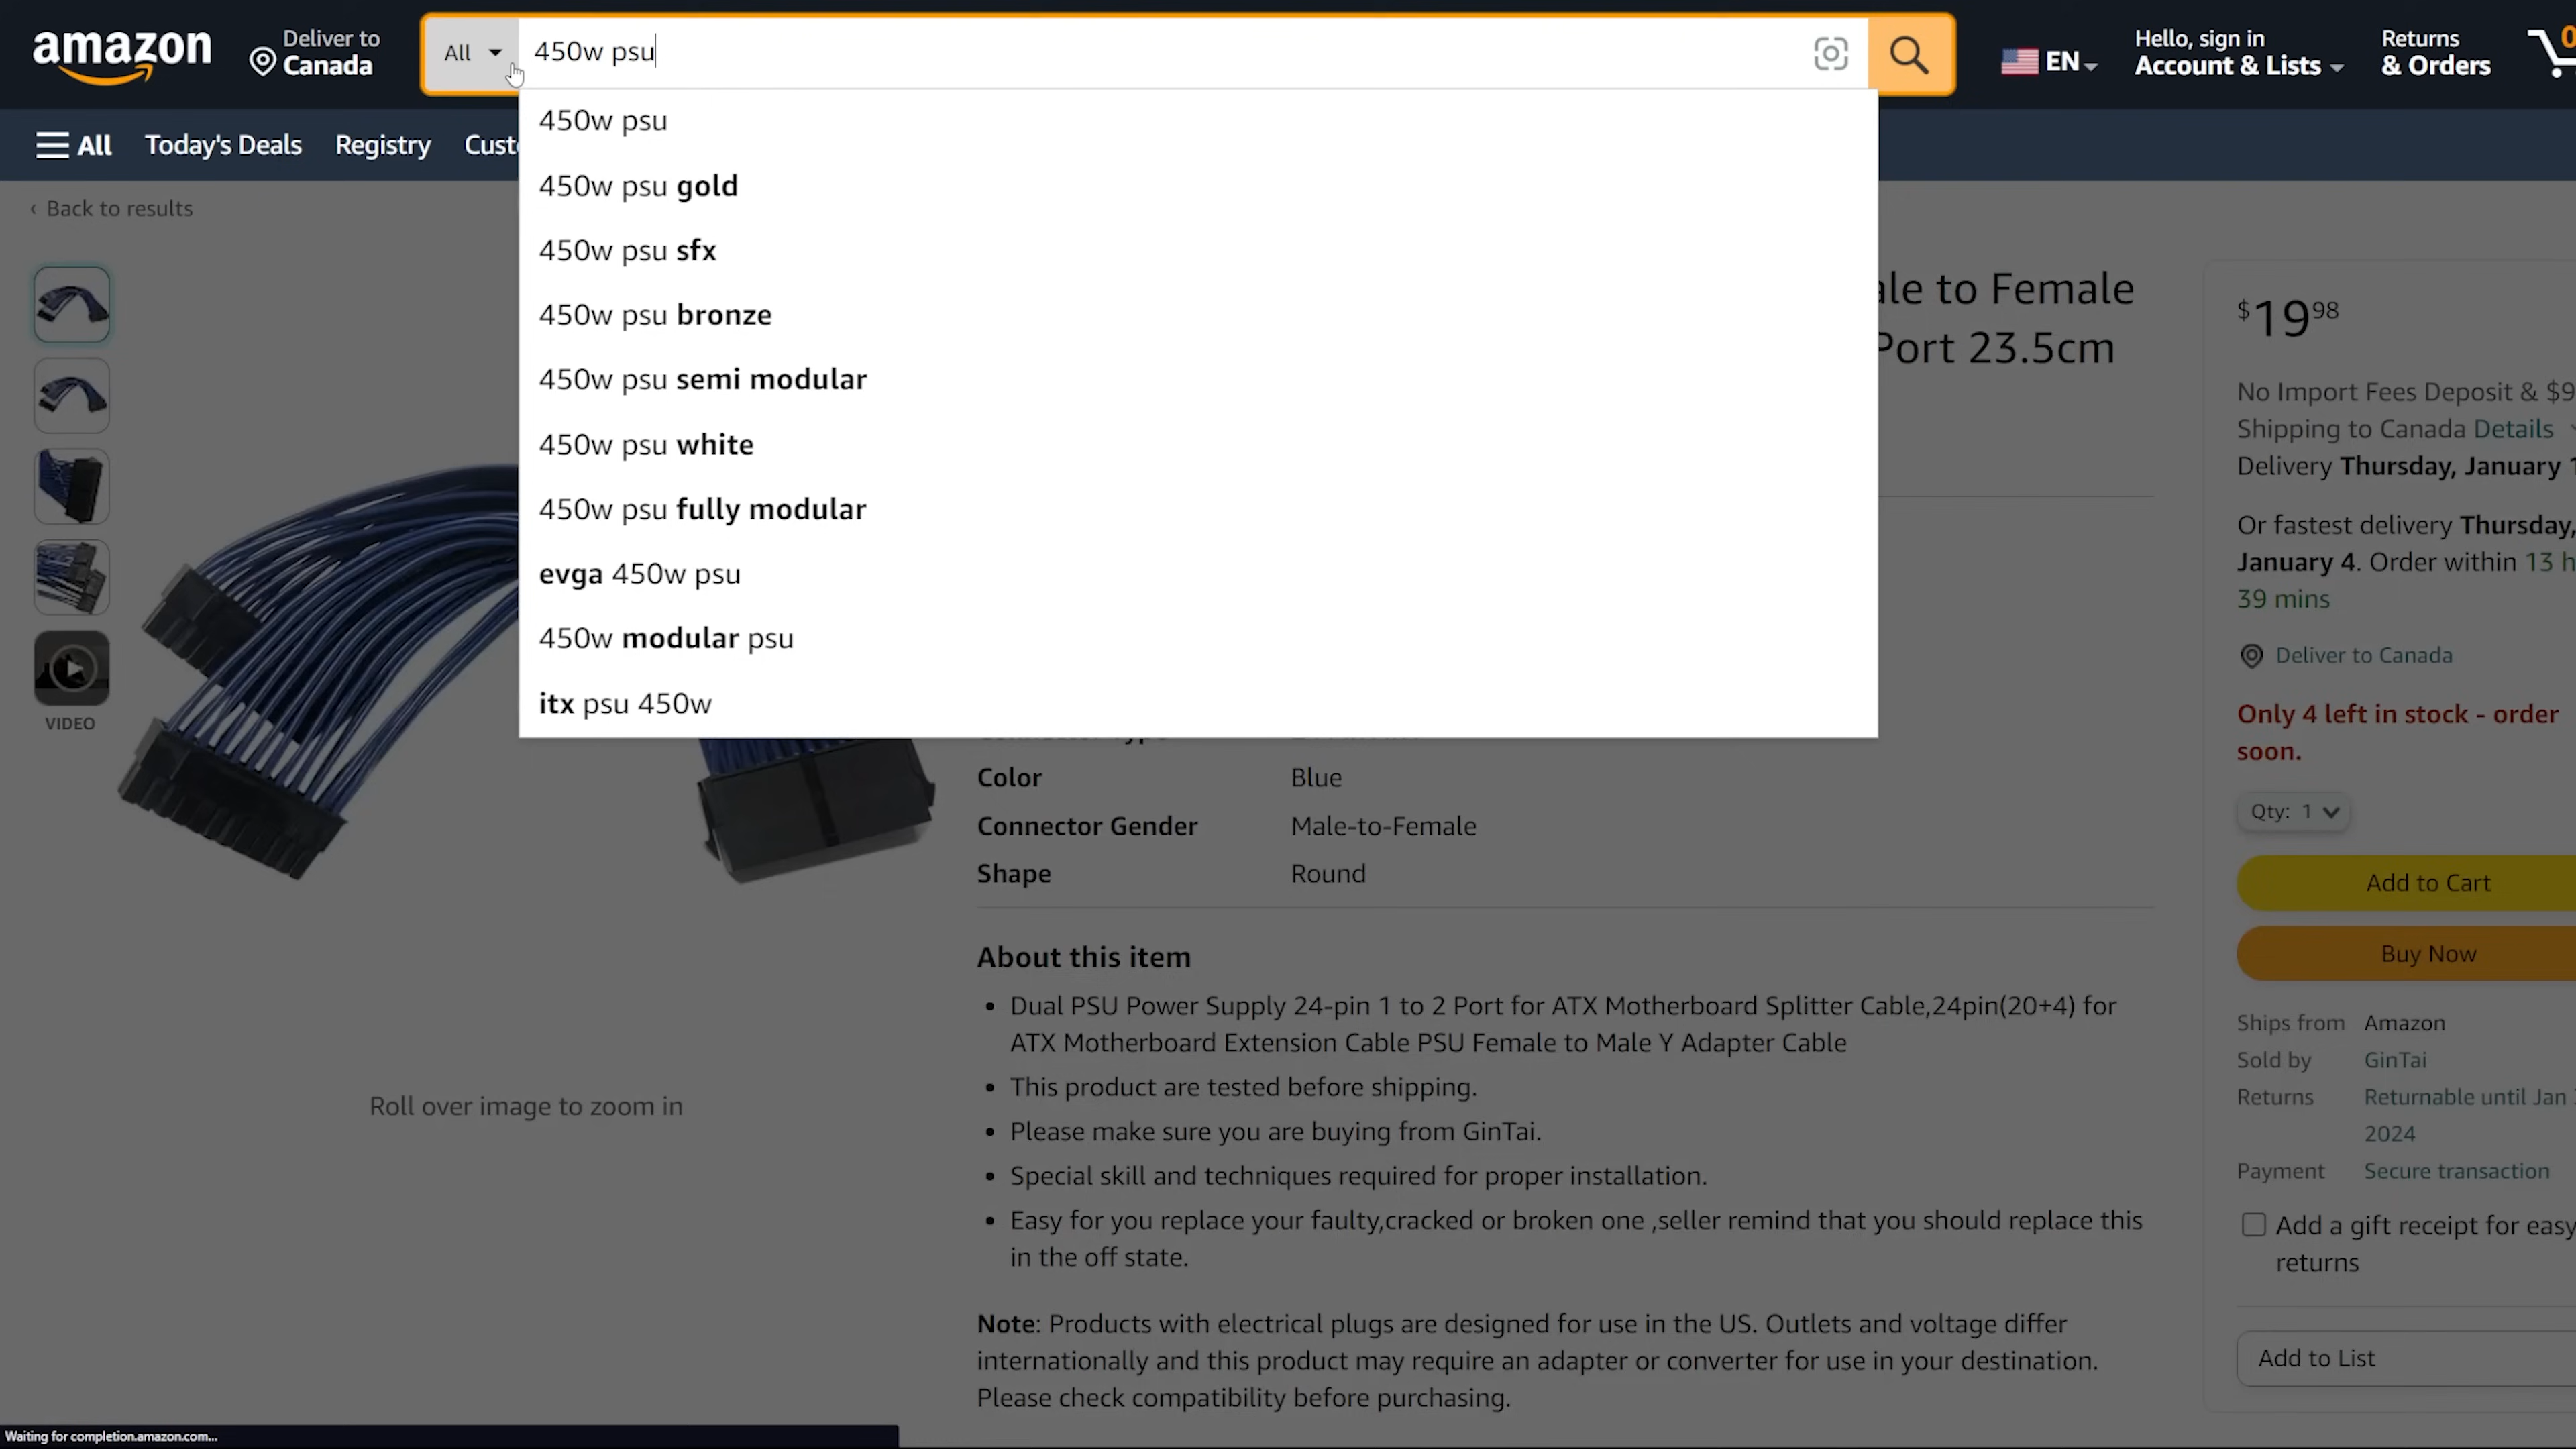 amazon
Deliver to
Canada
All
450w psu
EN
Hello, sign in
Account & Lists
Returns
& Orders
0
All
Today's Deals
Registry
450w psu
450w psu gold
450w psu sfx
450w psu bronze
450w psu semi modular
450w psu white
450w psu fully modular
evga 450w psu
450w modular psu
itx psu 450w
‹ Back to results
VIDEO
Roll over image to zoom in
to Female
Port 23.5cm
Color Blue
Connector Gender Male-to-Female
Shape Round
About this item
• Dual PSU Power Supply 24-pin 1 to 2 Port for ATX Motherboard Splitter Cable,24pin(20+4) for
ATX Motherboard Extension Cable PSU Female to Male Y Adapter Cable
• This product are tested before shipping.
• Please make sure you are buying from GinTai.
• Special skill and techniques required for proper installation.
• Easy for you replace your faulty,cracked or broken one ,seller remind that you should replace this
in the off state.
Note: Products with electrical plugs are designed for use in the US. Outlets and voltage differ
internationally and this product may require an adapter or converter for use in your destination.
Please check compatibility before purchasing.
$19 98
No Import Fees Deposit & $9
Shipping to Canada Details
Delivery Thursday, January
Or fastest delivery Thursday,
January 4. Order within 13 h
39 mins
Deliver to Canada
Only 4 left in stock - order
soon.
Qty: 1
Add to Cart
Buy Now
Ships from Amazon
Sold by GinTai
Returns Returnable until Jan
2024
Payment Secure transaction
Add a gift receipt for easy
returns
Add to List
Waiting for completion.amazon.com...